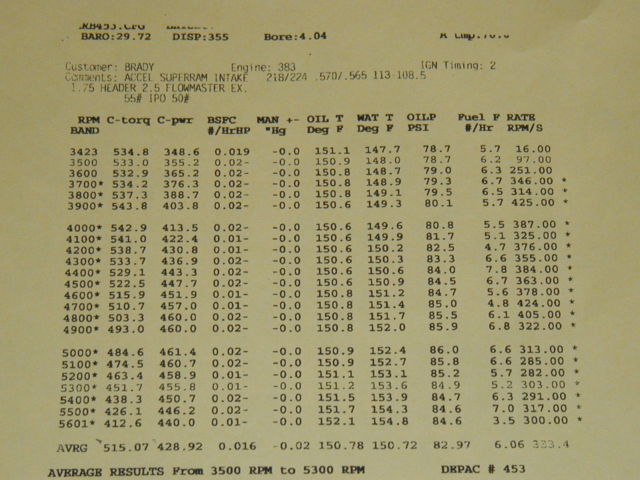 BARO:29.72 DISP:355 Bore:4.04
Customer: BRADY Engine: 383 IGN Timing: 2
Comments: ACCEL SUPERRAM INTAKE 218/224 .570/.565 113 108.5
1.75 HEADER 2.5 FLOWMASTER EX.
55# IPO 50#
RPM C-torq C-pwr BSFC MAN +- OIL T WAT T OILP Fuel F RATE
BAND #/HrHP "Hg Deg F Deg F PSI #/Hr RPM/S
3423 534.8 348.6 0.019 -0.0 151.1 147.7 78.7 5.7 16.00
3500 533.0 355.2 0.02- -0.0 150.9 148.0 78.7 6.2 97.00
3600 532.9 365.2 0.02- -0.0 150.8 148.7 79.0 6.3 251.00
3700* 534.2 376.3 0.02- -0.0 150.8 148.9 79.3 6.7 346.00 *
3800* 537.3 388.7 0.02- -0.0 150.8 149.1 79.5 6.5 314.00 *
3900* 543.8 403.8 0.02- -0.0 150.6 149.3 80.1 5.7 425.00 *
4000* 542.9 413.5 0.02- -0.0 150.6 149.6 80.8 5.5 387.00 *
4100* 541.0 422.4 0.01- -0.0 150.6 149.9 81.7 5.1 325.00 *
4200* 538.7 430.8 0.01- -0.0 150.6 150.2 82.5 4.7 376.00 *
4300* 533.7 436.9 0.02- -0.0 150.6 150.3 83.3 6.6 355.00 *
4400* 529.1 443.3 0.02- -0.0 150.6 150.6 84.0 7.8 384.00 *
4500* 522.5 447.7 0.02- -0.0 150.6 150.9 84.5 6.7 363.00 *
4600* 515.9 451.9 0.01- -0.0 150.8 151.2 84.7 5.6 378.00 *
4700* 510.7 457.0 0.01- -0.0 150.8 151.4 85.0 4.8 424.00 *
4800* 503.3 460.0 0.02- -0.0 150.8 151.7 85.5 6.1 405.00 *
4900* 493.0 460.0 0.02- -0.0 150.8 152.0 85.9 6.8 322.00 *
5000* 484.6 461.4 0.02- -0.0 150.9 152.4 86.0 6.6 313.00 *
5100* 474.5 460.7 0.02- -0.0 150.9 152.7 85.8 6.6 285.00 *
5200* 463.4 458.9 0.01- -0.0 151.1 153.1 85.2 5.7 282.00 *
5300* 451.7 455.8 0.01- -0.0 151.2 153.6 84.9 5.2 303.00 *
5400* 438.3 450.7 0.02- -0.0 151.5 153.9 84.7 6.3 291.00 *
5500* 426.1 446.2 0.02- -0.0 151.7 154.3 84.6 7.0 317.00 *
5601* 412.6 440.0 0.01- -0.0 152.1 154.8 84.6 3.5 300.00 *
AVRG 515.07 428.92 0.016 -0.02 150.78 150.72 82.97 6.06 333.4
AVERAGE RESULTS From 3500 RPM to 5300 RPM DKPAC # 453